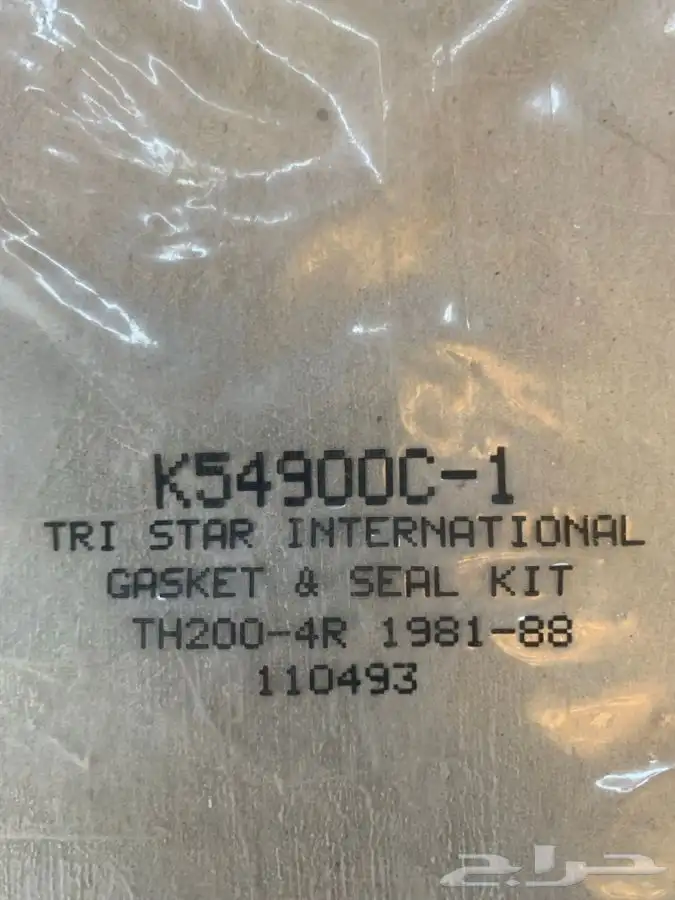 K54900C-1
TRI STAR INTERNATIONAL
GASKET & SEAL KIT
TH200-4R 1981-88
110493
حراج